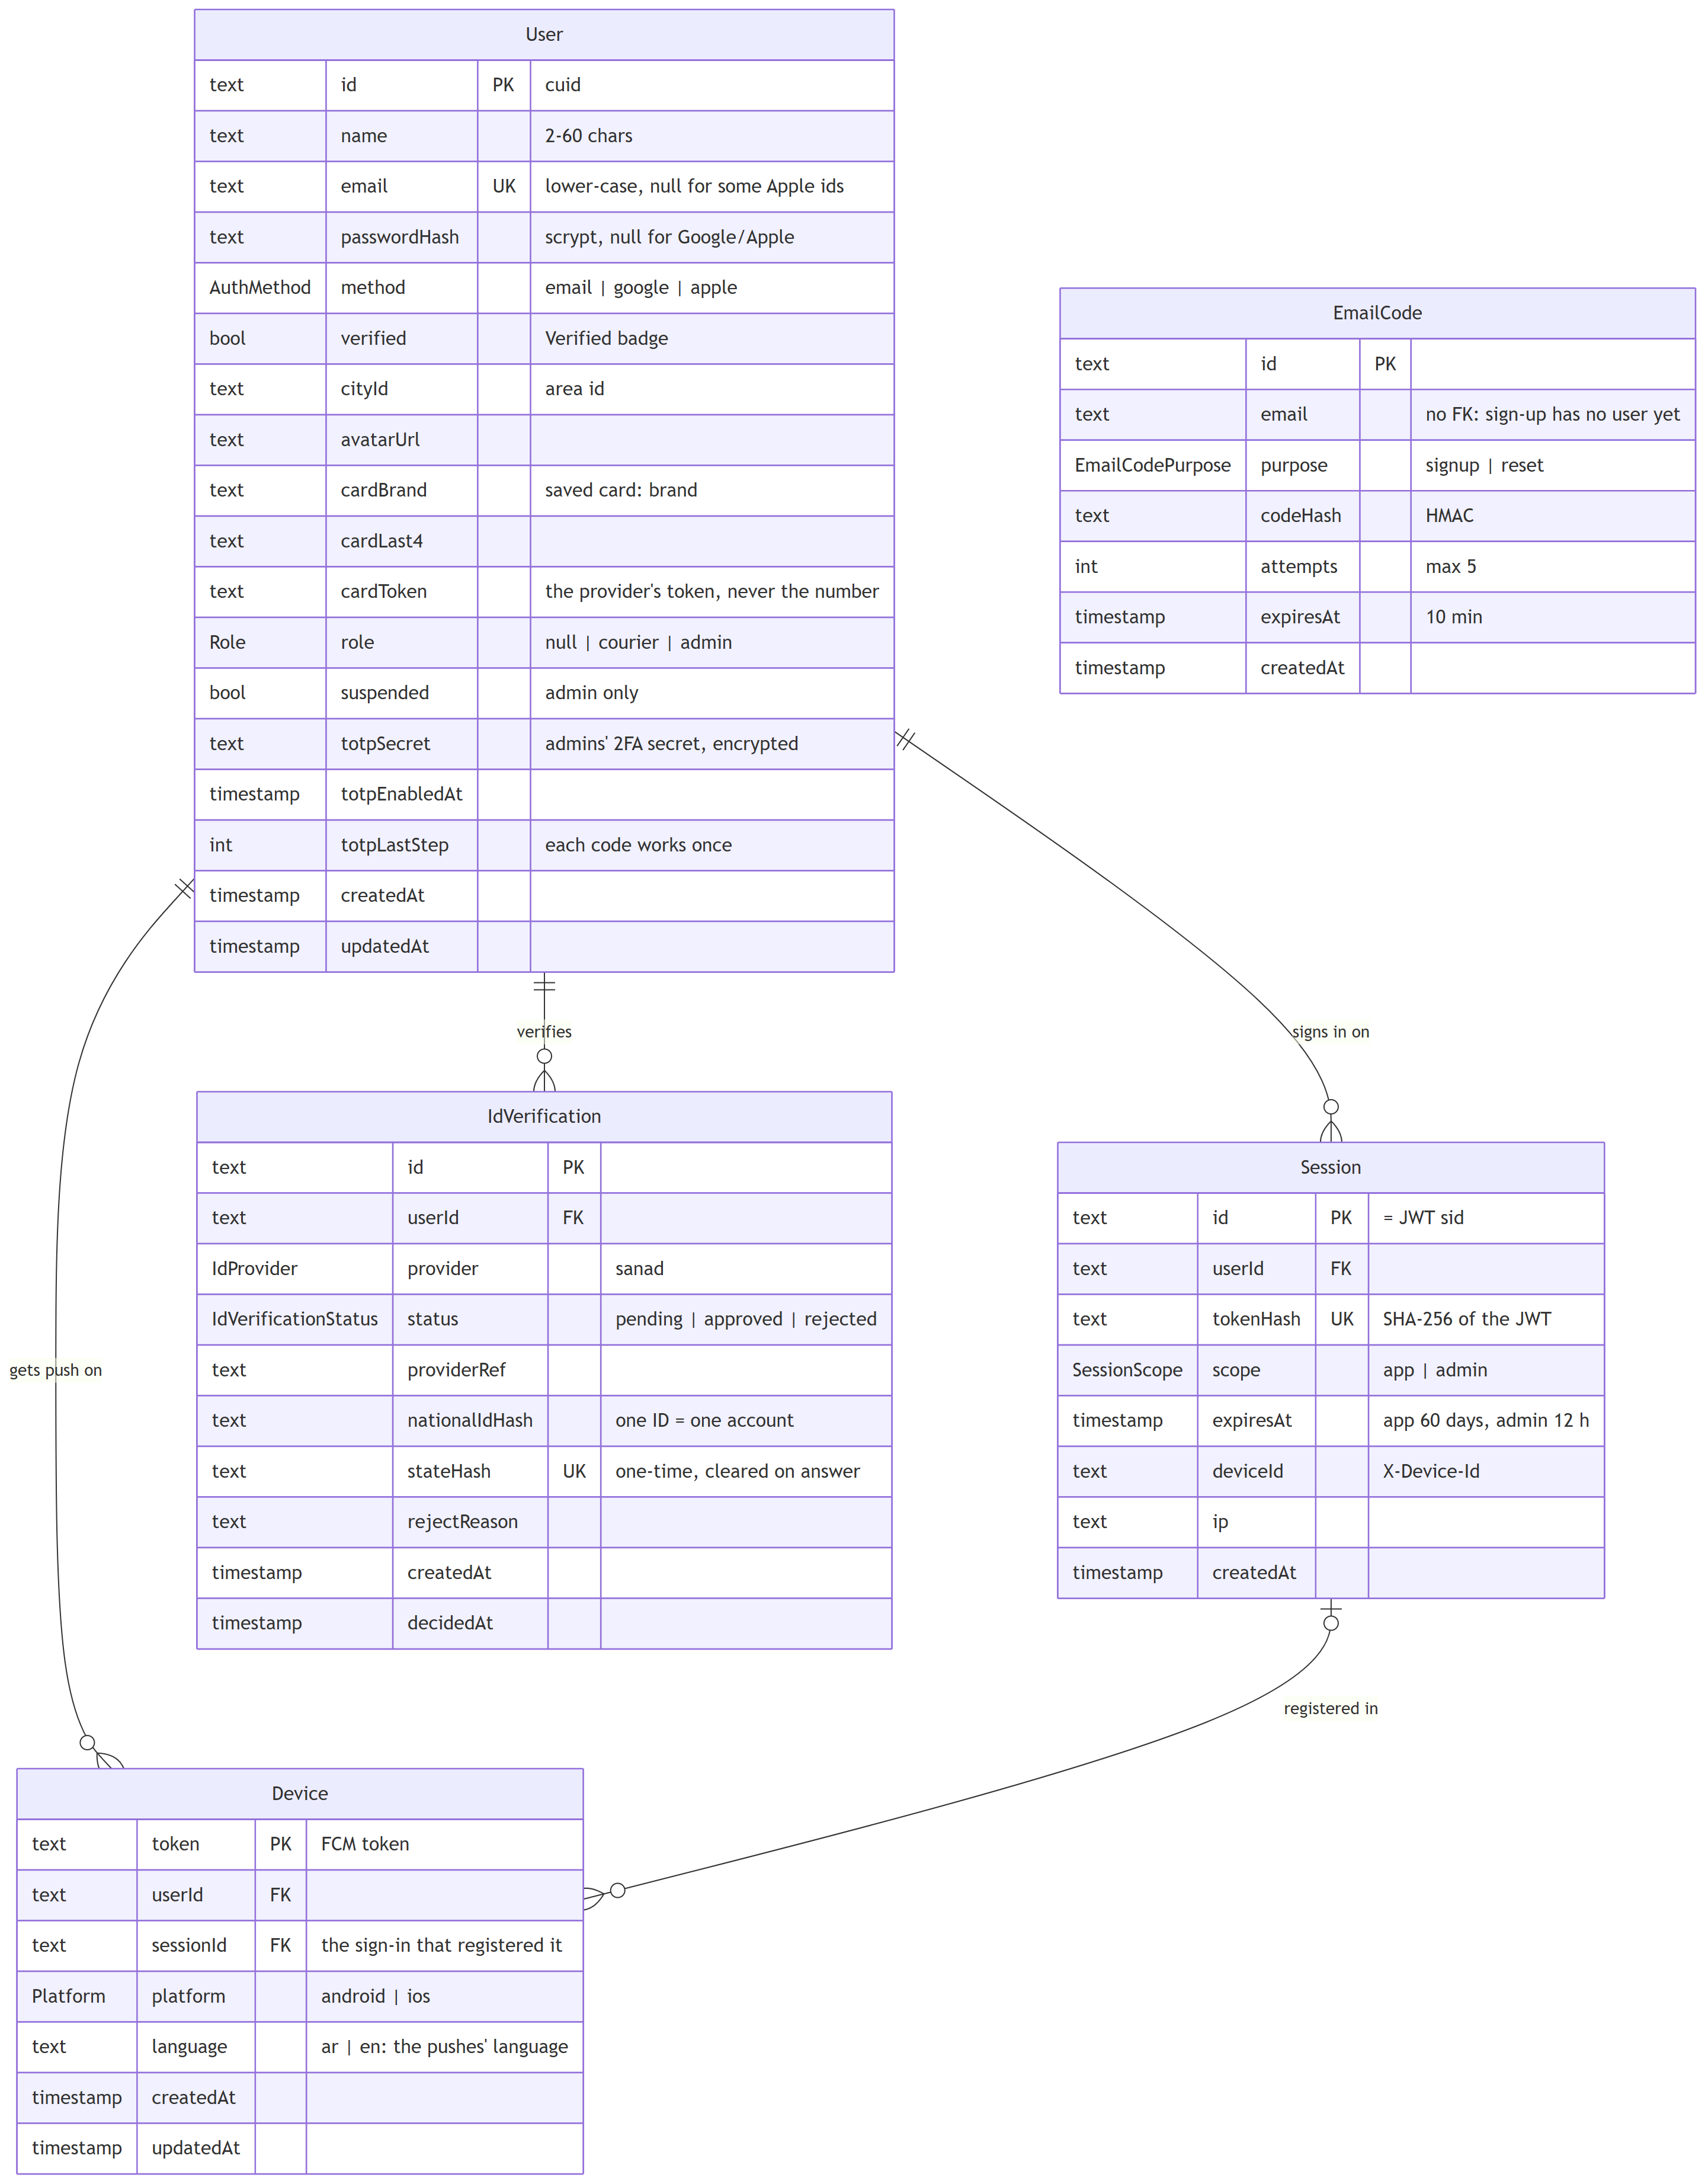 User
text id PK cuid
text name 2-60 chars
text email UK lower-case, null for some Apple ids
text passwordHash scrypt, null for Google/Apple
AuthMethod method email | google | apple
bool verified Verified badge
text cityId area id
text avatarUrl
text cardBrand saved card: brand
text cardLast4
text cardToken the provider's token, never the number
Role role null | courier | admin
bool suspended admin only
text totpSecret admins' 2FA secret, encrypted
timestamp totpEnabledAt
int totpLastStep each code works once
timestamp createdAt
timestamp updatedAt
EmailCode
text id PK
text email no FK: sign-up has no user yet
EmailCodePurpose purpose signup | reset
text codeHash HMAC
int attempts max 5
timestamp expiresAt 10 min
timestamp createdAt
verifies
signs in on
gets push on
IdVerification
text id PK
text userId FK
IdProvider provider sanad
IdVerificationStatus status pending | approved | rejected
text providerRef
text nationalIdHash one ID = one account
text stateHash UK one-time, cleared on answer
text rejectReason
timestamp createdAt
timestamp decidedAt
Session
text id PK = JWT sid
text userId FK
text tokenHash UK SHA-256 of the JWT
SessionScope scope app | admin
timestamp expiresAt app 60 days, admin 12 h
text deviceId X-Device-Id
text ip
timestamp createdAt
registered in
Device
text token PK FCM token
text userId FK
text sessionId FK the sign-in that registered it
Platform platform android | ios
text language ar | en: the pushes' language
timestamp createdAt
timestamp updatedAt